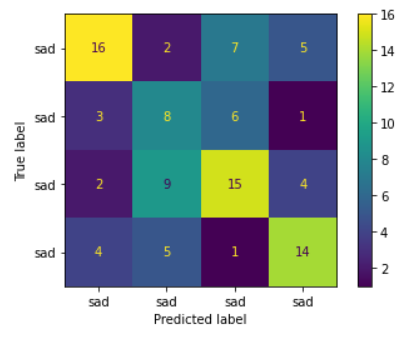 16
sad 16 2 7 5
14
12
sad 3 8 6 1
10
True label
8
sad 2 9 15 4
6
4
sad 4 5 1 14
2
sad sad sad sad
Predicted label